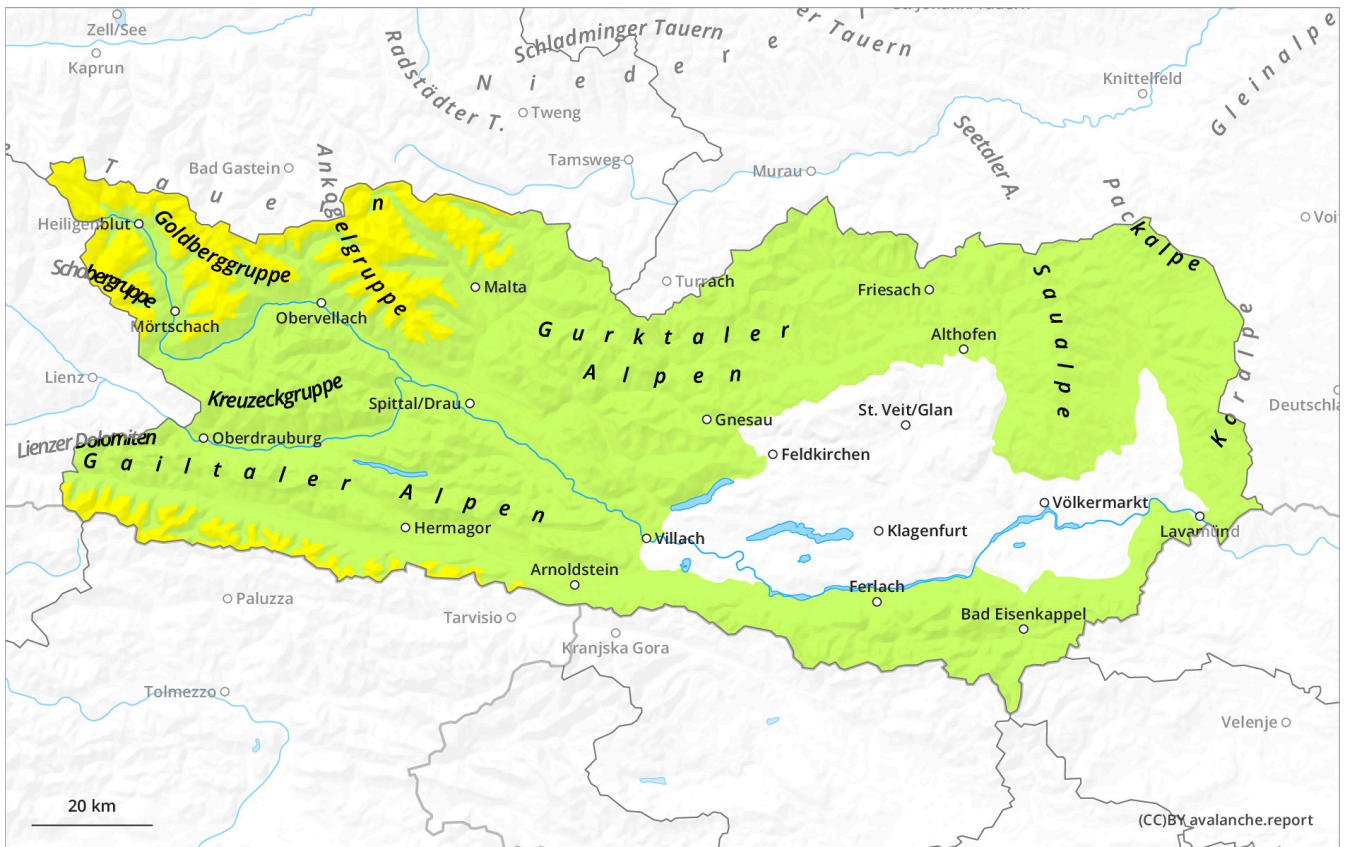 Zell/See
Kaprun
Schladminger Tauern
er Tauern
Radstädter T.
Niedere
Tweng
Knittelfeld
Gleinalpe
Seetaler A.
Tamsweg
Murau
Bad Gastein
Tauern
Ankogelgruppe
Packalpe
Heiligenblut
Goldberggruppe
Schobergruppe
Mörtschach
Obervellach
Malta
Turrach
Friesach
Saualpe
Koralpe
Gurktaler
Alpen
Althofen
Lienz
Kreuzeckgruppe
Spittal/Drau
Gnesau
St. Veit/Glan
Lienzer Dolomiten
Oberdrauburg
Feldkirchen
Gailtaler Alpen
Hermagor
Villach
Klagenfurt
Völkermarkt
Lavamünd
Arnoldstein
Ferlach
Bad Eisenkappel
Paluzza
Tarvisio
Kranjska Gora
Tolmezzo
Velenje
20 km
(CC)BY avalanche.report